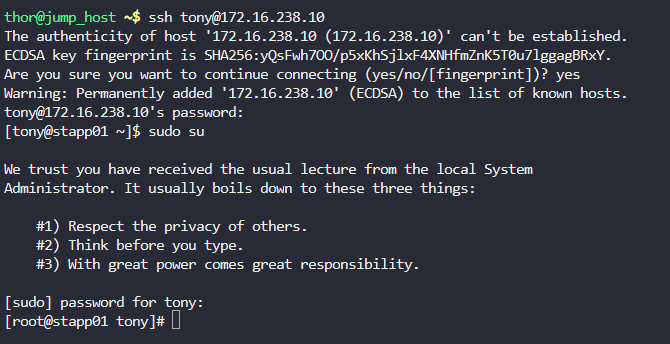 thor@jump_host ~$ ssh tony@172.16.238.10
The authenticity of host '172.16.238.10 (172.16.238.10)' can't be established.
ECDSA key fingerprint is SHA256:yQsFwh7OO/p5xKhSjlxF4XNHfmZnK5T0u7lggagBRxY.
Are you sure you want to continue connecting (yes/no/[fingerprint])? yes
Warning: Permanently added '172.16.238.10' (ECDSA) to the list of known hosts.
tony@172.16.238.10's password:
[tony@stapp01 ~]$ sudo su
We trust you have received the usual lecture from the local System
Administrator. It usually boils down to these three things:
#1) Respect the privacy of others.
#2) Think before you type.
#3) With great power comes great responsibility.
[sudo] password for tony:
[root@stapp01 tony]#